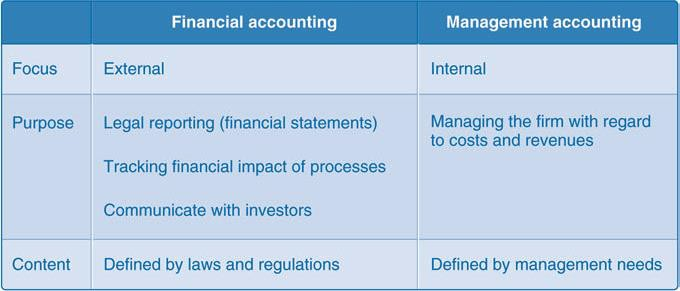 Financial accounting Management accounting
Focus External Internal
Purpose Legal reporting (financial statements) Managing the firm with regard
to costs and revenues
Tracking financial impact of processes
Communicate with investors
Content Defined by laws and regulations Defined by management needs